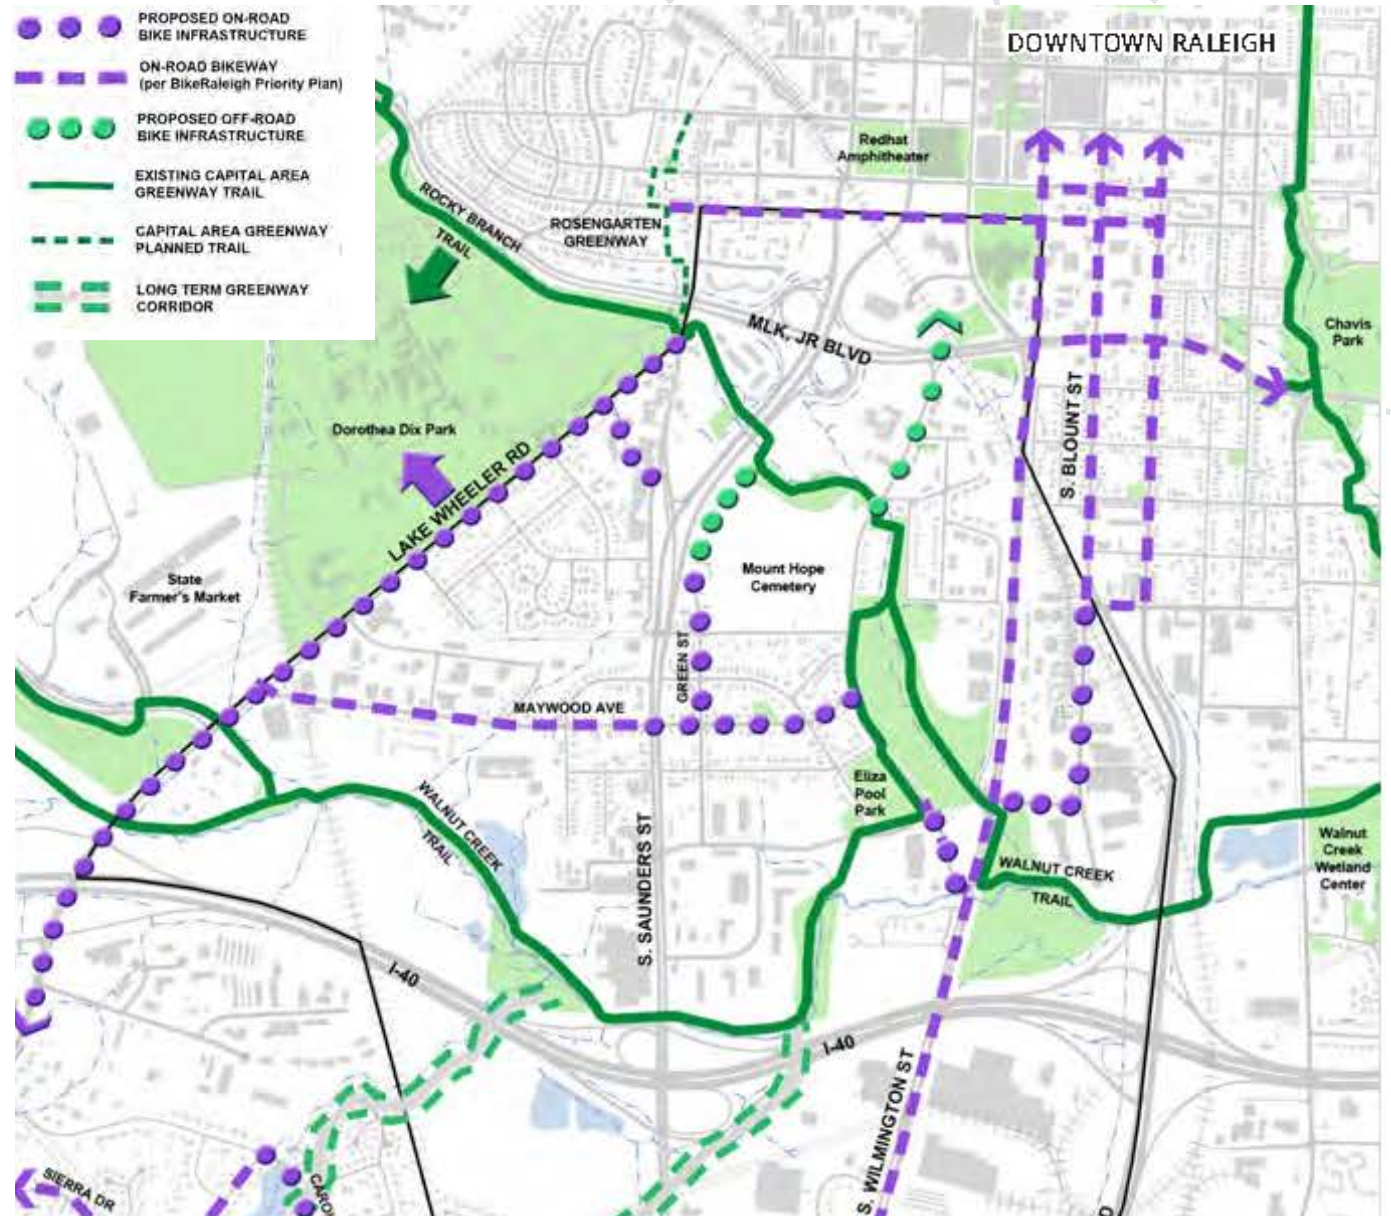 PROPOSED ON-ROAD
BIKE INFRASTRUCTURE
ON-ROAD BIKEWAY
(per BikeRaleigh Priority Plan)
PROPOSED OFF-ROAD
BIKE INFRASTRUCTURE
EXISTING CAPITAL AREA
GREENWAY TRAIL
CAPITAL AREA GREENWAY
PLANNED TRAIL
LONG TERM GREENWAY
CORRIDOR
DOWNTOWN RALEIGH
Redhat
Amphitheater
ROCKY BRANCH
TRAIL
ROSENGARTEN
GREENWAY
MLK, JR BLVD
Chavis
Park
S. BLOUNT ST
Dorothea Dix Park
LAKE WHEELER RD
State
Farmer's Market
Mount Hope
Cemetery
GREEN ST
MAYWOOD AVE
Eliza
Pool
Park
WALNUT CREEK
TRAIL
S. SAUNDERS ST
WALNUT CREEK
TRAIL
Walnut
Creek
Wetland
Center
I-40
I-40
S. WILMINGTON ST
SIERRA DR